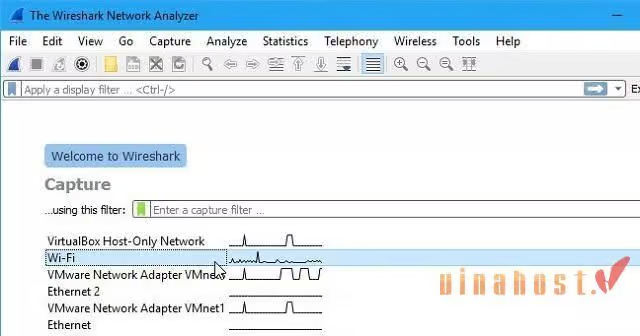 The Wireshark Network Analyzer
File Edit View Go Capture Analyze Statistics Telephony Wireless Tools Help
Apply a display filter ... <Ctrl-/>
Welcome to Wireshark
Capture
...using this filter: Enter a capture filter ...
VirtualBox Host-Only Network
Wi-Fi
VMware Network Adapter VMnet
Ethernet 2
VMware Network Adapter VMnet1
Ethernet
vinahost.